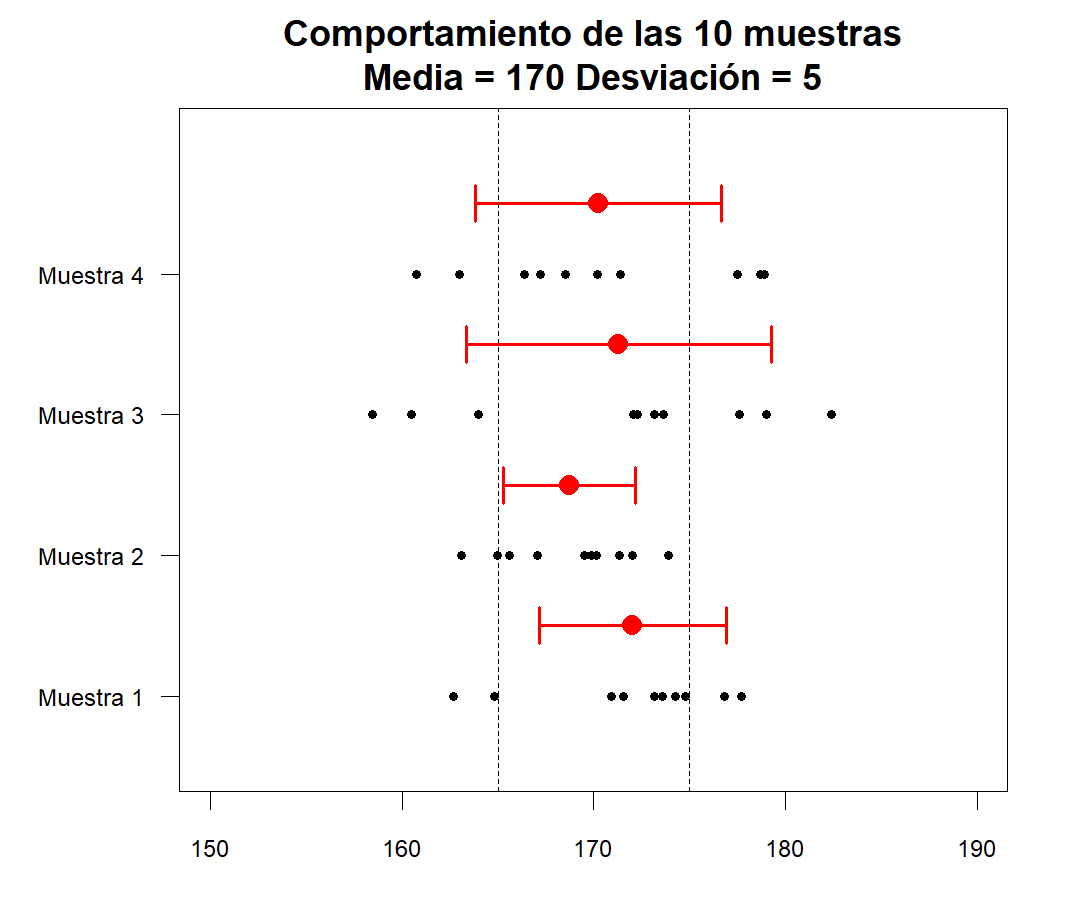 Comportamiento de las 10 muestras
Media = 170 Desviación = 5
Muestra 4
Muestra 3
Muestra 2
Muestra 1
150 160 170 180 190